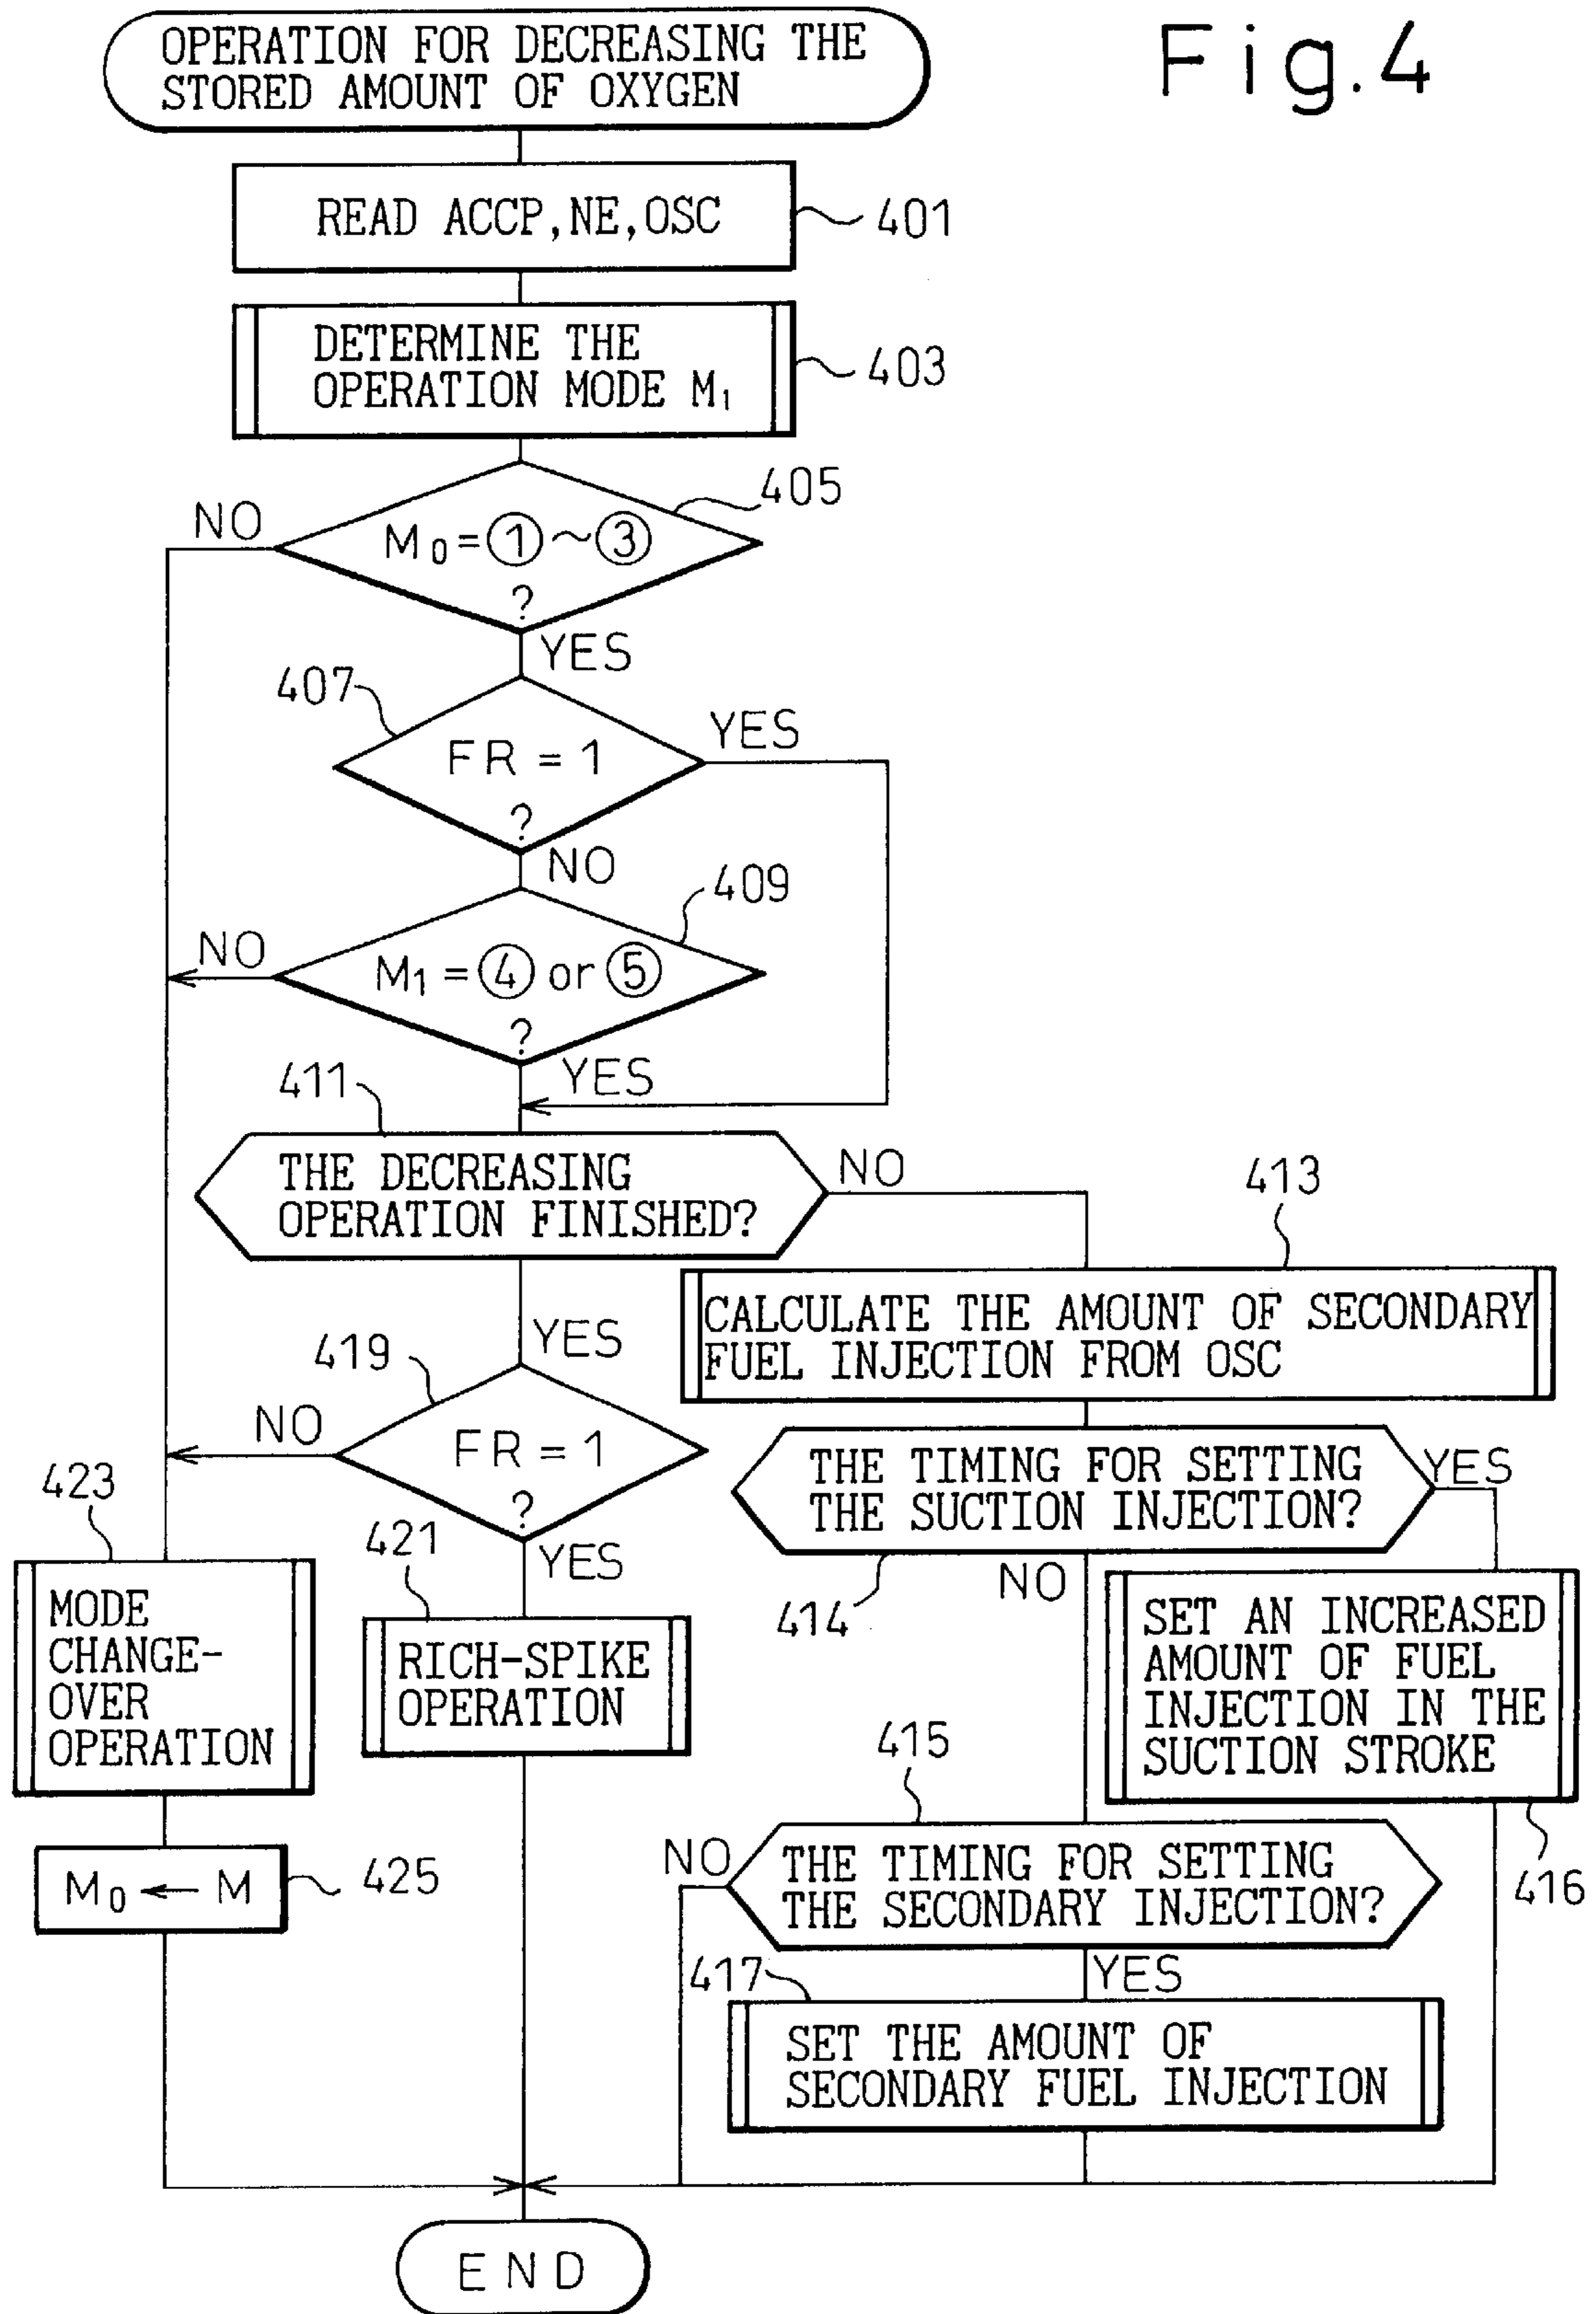 Fig.4
OPERATION FOR DECREASING THE
STORED AMOUNT OF OXYGEN
READ ACCP,NE,OSC
401
DETERMINE THE
OPERATION MODE M₁
403
405
NO
M₀=①~③
?
YES
407
YES
FR = 1
?
NO
409
NO
M₁=④ or ⑤
?
YES
411
THE DECREASING
OPERATION FINISHED?
NO
413
CALCULATE THE AMOUNT OF SECONDARY
FUEL INJECTION FROM OSC
YES
419
NO
FR = 1
?
YES
THE TIMING FOR SETTING
THE SUCTION INJECTION?
YES
NO
414
423
MODE
CHANGE-
OVER
OPERATION
421
RICH-SPIKE
OPERATION
SET AN INCREASED
AMOUNT OF FUEL
INJECTION IN THE
SUCTION STROKE
416
415
NO
THE TIMING FOR SETTING
THE SECONDARY INJECTION?
M₀ ← M
425
417
YES
SET THE AMOUNT OF
SECONDARY FUEL INJECTION
END